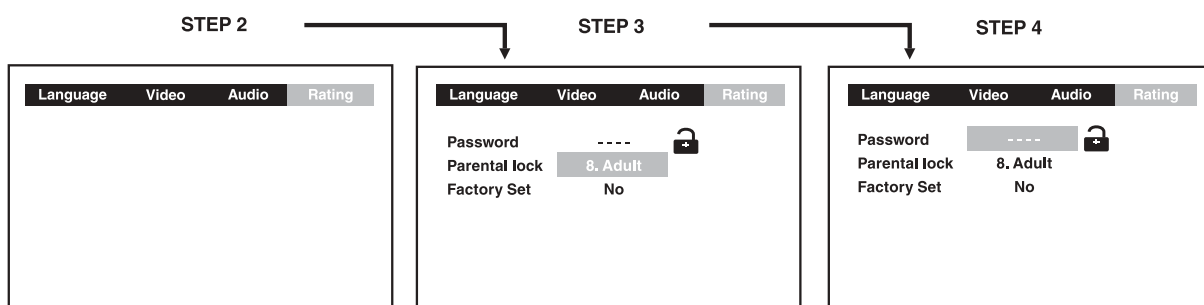 STEP 2
STEP 3
STEP 4
Language Video Audio Rating
Language Video Audio Rating
Password - - - -
Parental lock 8. Adult
Factory Set No
Language Video Audio Rating
Password - - - -
Parental lock 8. Adult
Factory Set No